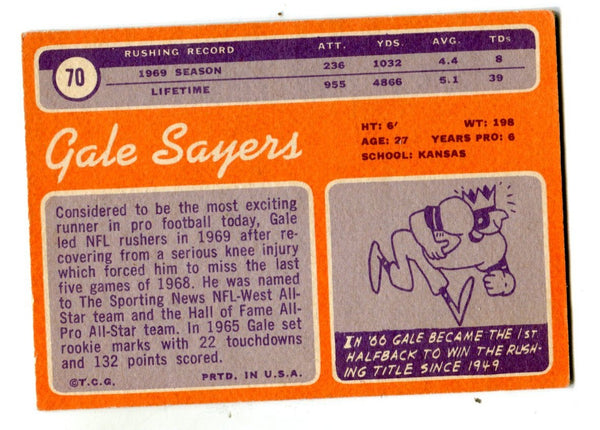 70
RUSHING RECORD ATT. YDS. AVG. TDs
1969 SEASON 236 1032 4.4 8
LIFETIME 955 4866 5.1 39
Gale Sayers
HT: 6' WT: 198
AGE: 27 YEARS PRO: 6
SCHOOL: KANSAS
Considered to be the most exciting
runner in pro football today, Gale
led NFL rushers in 1969 after re-
covering from a serious knee injury
which forced him to miss the last
five games of 1968. He was named
to The Sporting News NFL-West All-
Star team and the Hall of Fame All-
Pro All-Star team. In 1965 Gale set
rookie marks with 22 touchdowns
and 132 points scored.
©T.C.G. PRTD. IN U.S.A.
IN '66 GALE BECAME THE 1ST
HALFBACK TO WIN THE RUSH-
ING TITLE SINCE 1949.